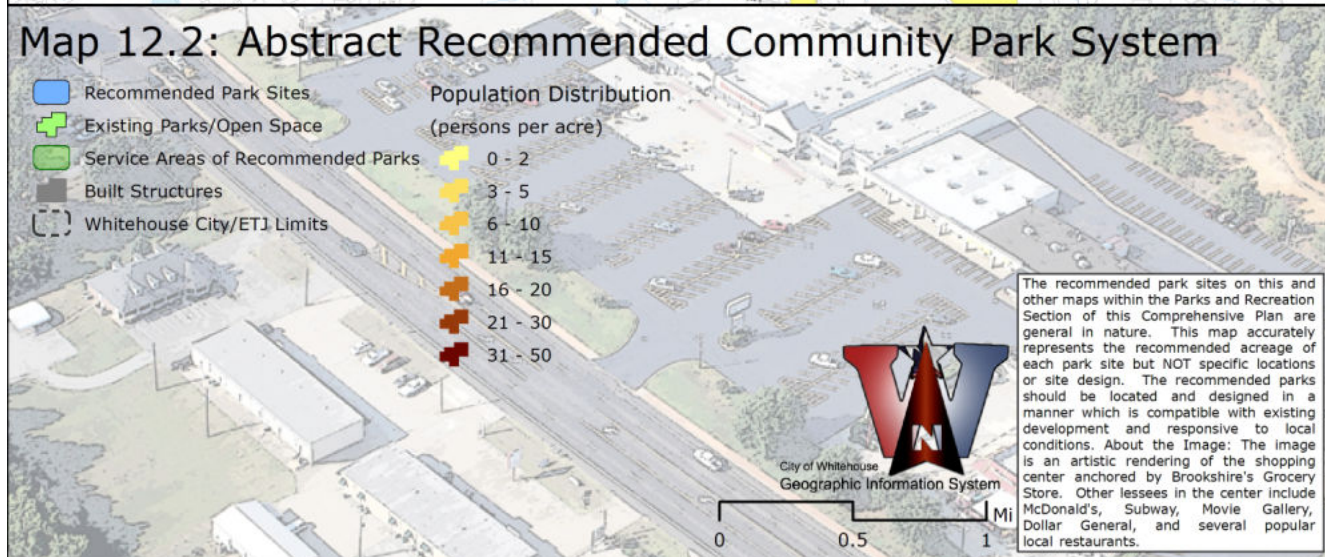 Map 12.2: Abstract Recommended Community Park System
Recommended Park Sites
Existing Parks/Open Space
Service Areas of Recommended Parks
Built Structures
Whitehouse City/ETJ Limits
Population Distribution
(persons per acre)
0 - 2
3 - 5
6 - 10
11 - 15
16 - 20
21 - 30
31 - 50
W
N
City of Whitehouse
Geographic Information System
0 0.5 1 Mi
The recommended park sites on this and
other maps within the Parks and Recreation
Section of this Comprehensive Plan are
general in nature. This map accurately
represents the recommended acreage of
each park site but NOT specific locations
or site design. The recommended parks
should be located and designed in a
manner which is compatible with existing
development and responsive to local
conditions. About the Image: The image
is an artistic rendering of the shopping
center anchored by Brookshire's Grocery
Store. Other lessees in the center include
McDonald's, Subway, Movie Gallery,
Dollar General, and several popular
local restaurants.